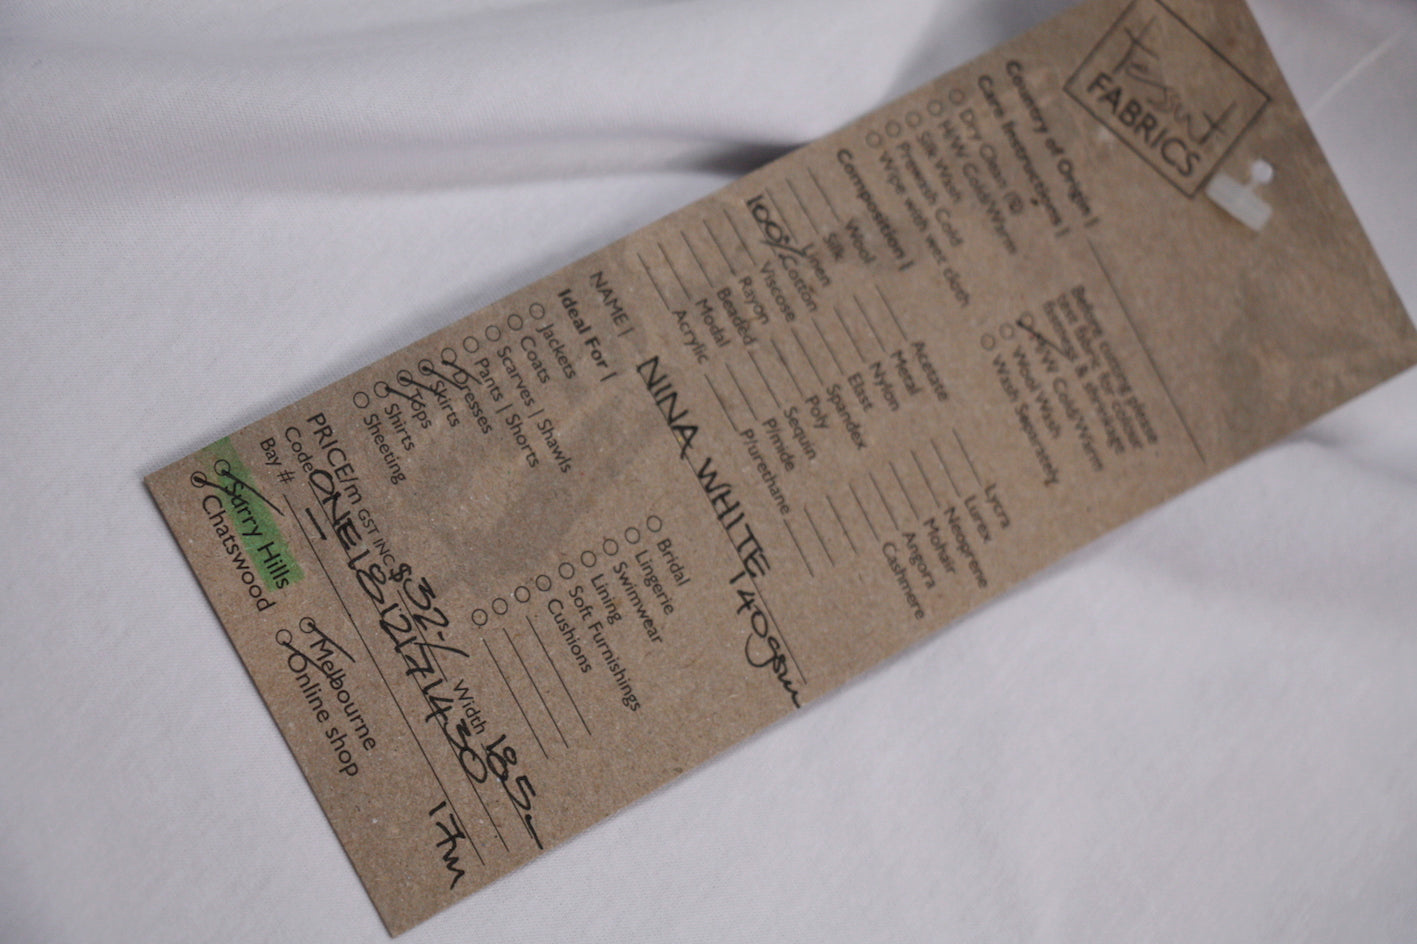 Tessuti
FABRICS
Country of Origin |
Care Instructions |
Dry Clean
H/W Cold/Warm
Silk Wash
Prewash Cold
Wipe with wet cloth
Before cutting please
test fabric for colour
fastness & shrinkage
M/W Cold/Warm
Wool Wash
Wash Separately
Composition |
Wool
Silk
Linen
100% Cotton
Viscose
Rayon
Beaded
Modal
Acrylic
Acetate
Metal
Nylon
Elast
Spandex
Poly
Sequin
P/mide
P/urethane
Lycra
Lurex
Neoprene
Mohair
Angora
Cashmere
NAME | NINA WHITE 140gsm
Ideal For |
Jackets
Coats
Scarves | Shawls
Pants | Shorts
Dresses
Skirts
Tops
Shirts
Sheeting
Bridal
Lingerie
Swimwear
Lining
Soft Furnishings
Cushions
PRICE/m GST INC $32.- Width 185
Code ONE1812171430
Bay # 17m
Surry Hills
Chatswood
Melbourne
Online shop